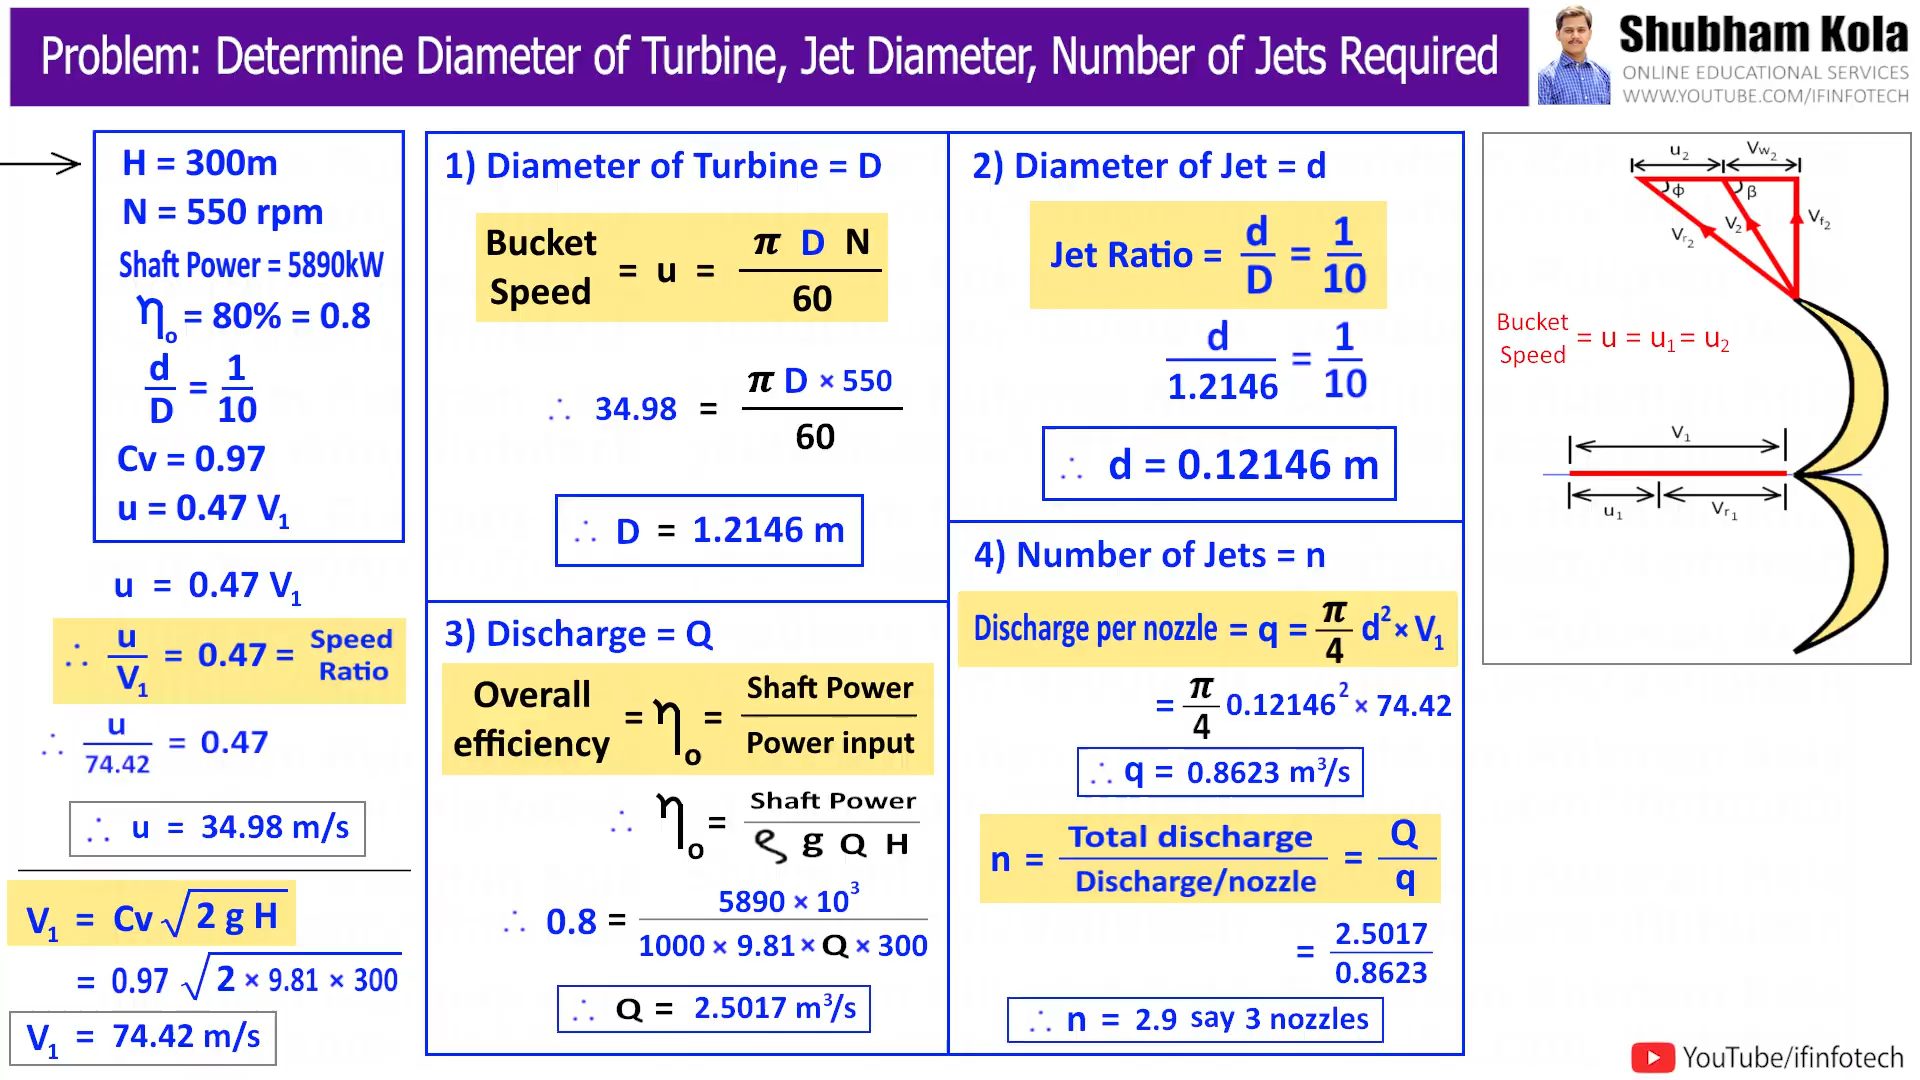 Problem: Determine Diameter of Turbine, Jet Diameter, Number of Jets Required
Shubham Kola
ONLINE EDUCATIONAL SERVICES
WWW.YOUTUBE.COM/IFINFOTECH
H = 300m
N = 550 rpm
Shaft Power = 5890kW
η₀ = 80% = 0.8
d/D = 1/10
Cv = 0.97
u = 0.47 V₁
u = 0.47 V₁
∴ u/V₁ = 0.47 = Speed Ratio
∴ u/74.42 = 0.47
∴ u = 34.98 m/s
V₁ = Cv √(2 g H)
= 0.97 √(2 × 9.81 × 300)
V₁ = 74.42 m/s
1) Diameter of Turbine = D
Bucket Speed = u = π D N / 60
∴ 34.98 = π D × 550 / 60
∴ D = 1.2146 m
3) Discharge = Q
Overall efficiency = η₀ = Shaft Power / Power input
∴ η₀ = Shaft Power / ρ g Q H
∴ 0.8 = 5890 × 10³ / 1000 × 9.81 × Q × 300
∴ Q = 2.5017 m³/s
2) Diameter of Jet = d
Jet Ratio = d/D = 1/10
d/1.2146 = 1/10
∴ d = 0.12146 m
4) Number of Jets = n
Discharge per nozzle = q = π/4 d² × V₁
= π/4 0.12146² × 74.42
∴ q = 0.8623 m³/s
n = Total discharge / Discharge/nozzle = Q/q
= 2.5017 / 0.8623
∴ n = 2.9 say 3 nozzles
u₂ Vw₂
ϕ β
Vr₂ V₂ Vf₂
Bucket Speed = u = u₁ = u₂
V₁
u₁ Vr₁
YouTube/ifinfotech